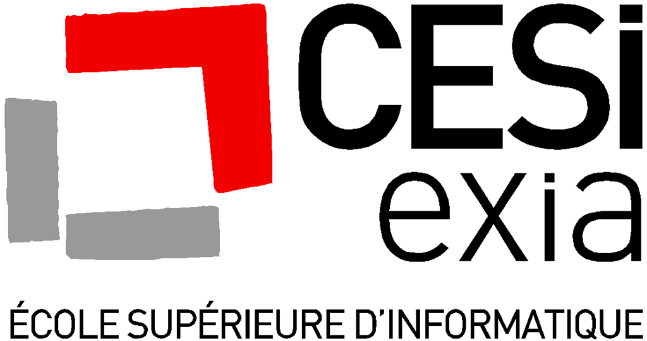 CESi
exia
ÉCOLE SUPÉRIEURE D'INFORMATIQUE